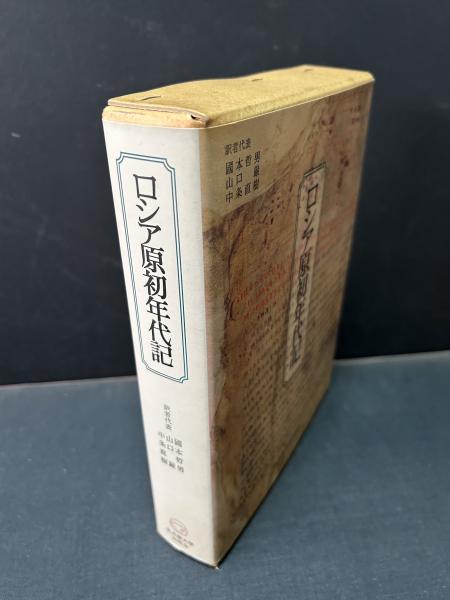 ロシア原初年代記
訳者代表
國本哲男
山口巖
中条直樹
訳者代表
國本哲男
山口巖
中条直樹
ロシア原初年代記